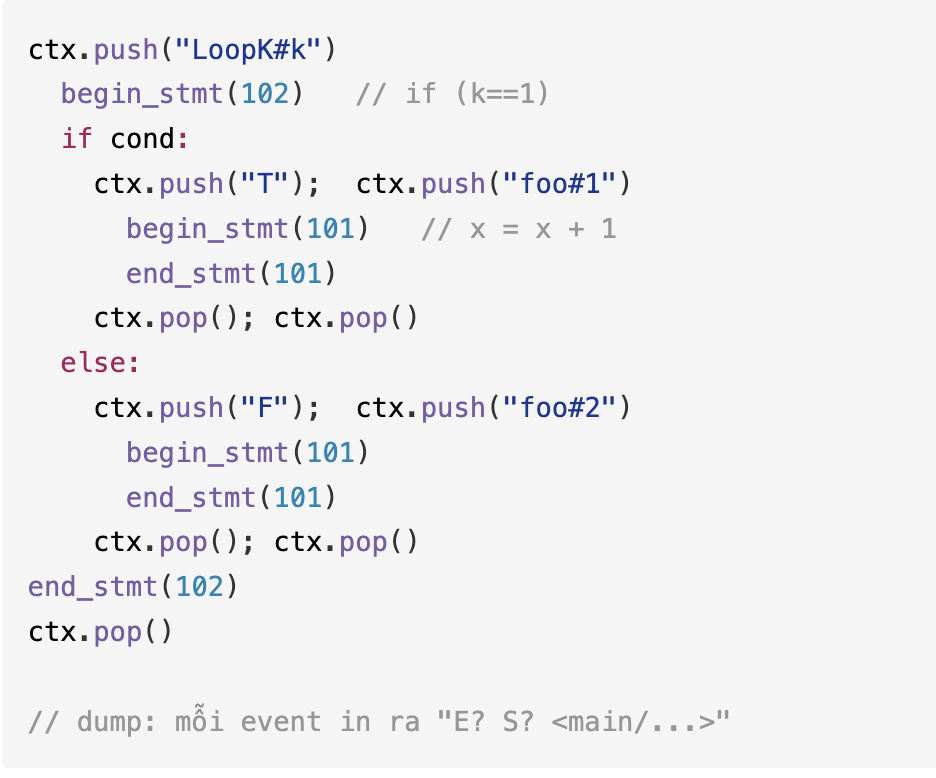 ctx.push("LoopK#k")
  begin_stmt(102)   // if (k==1)
  if cond:
    ctx.push("T");  ctx.push("foo#1")
      begin_stmt(101)   // x = x + 1
      end_stmt(101)
    ctx.pop(); ctx.pop()
  else:
    ctx.push("F");  ctx.push("foo#2")
      begin_stmt(101)
      end_stmt(101)
    ctx.pop(); ctx.pop()
end_stmt(102)
ctx.pop()

// dump: mỗi event in ra "E? S? <main/...>"